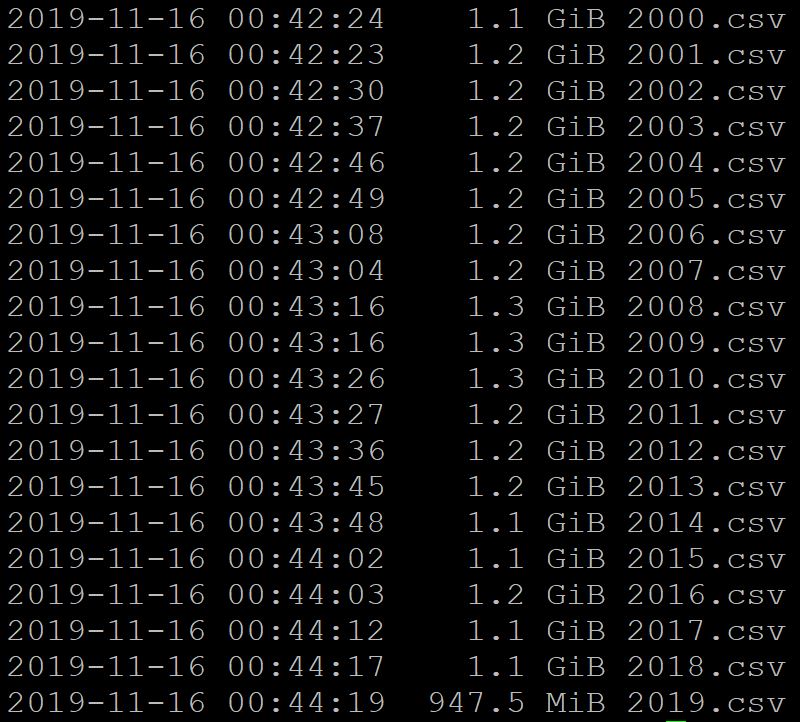 2019-11-16 00:42:24    1.1 GiB 2000.csv
2019-11-16 00:42:23    1.2 GiB 2001.csv
2019-11-16 00:42:30    1.2 GiB 2002.csv
2019-11-16 00:42:37    1.2 GiB 2003.csv
2019-11-16 00:42:46    1.2 GiB 2004.csv
2019-11-16 00:42:49    1.2 GiB 2005.csv
2019-11-16 00:43:08    1.2 GiB 2006.csv
2019-11-16 00:43:04    1.2 GiB 2007.csv
2019-11-16 00:43:16    1.3 GiB 2008.csv
2019-11-16 00:43:16    1.3 GiB 2009.csv
2019-11-16 00:43:26    1.3 GiB 2010.csv
2019-11-16 00:43:27    1.2 GiB 2011.csv
2019-11-16 00:43:36    1.2 GiB 2012.csv
2019-11-16 00:43:45    1.2 GiB 2013.csv
2019-11-16 00:43:48    1.1 GiB 2014.csv
2019-11-16 00:44:02    1.1 GiB 2015.csv
2019-11-16 00:44:03    1.2 GiB 2016.csv
2019-11-16 00:44:12    1.1 GiB 2017.csv
2019-11-16 00:44:17    1.1 GiB 2018.csv
2019-11-16 00:44:19  947.5 MiB 2019.csv